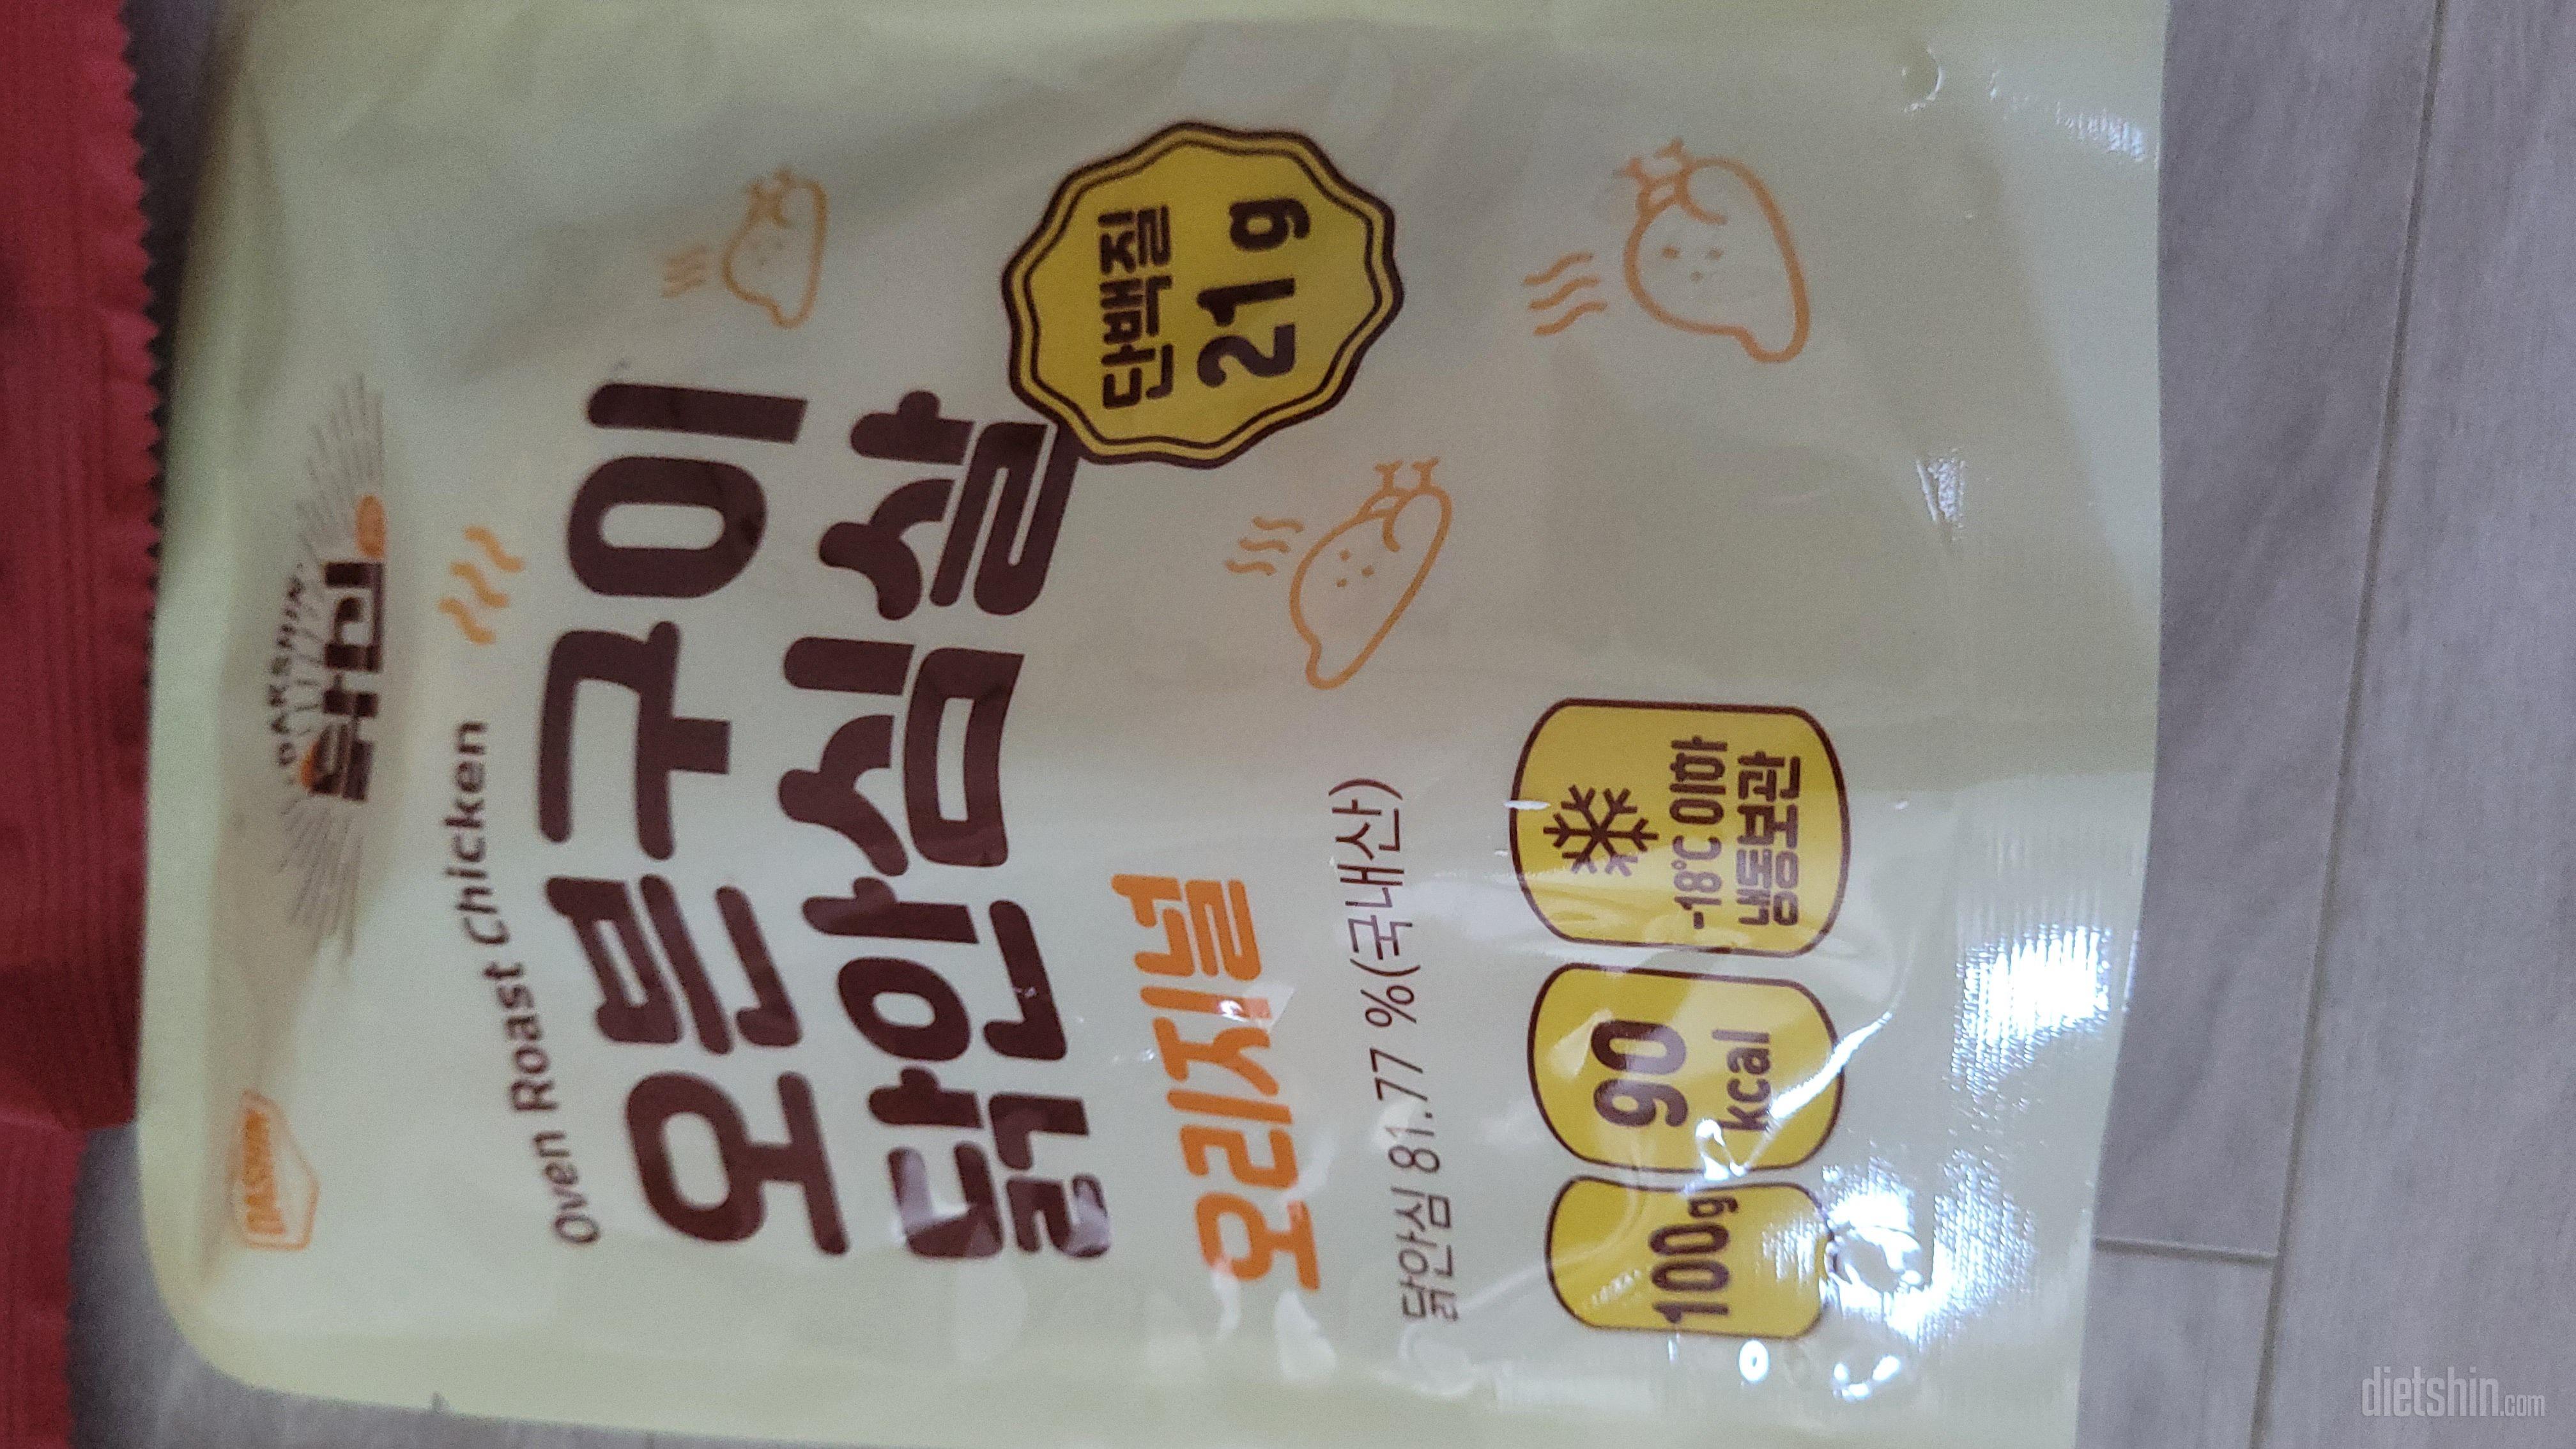 DASHIN
DAKSHIN
닭신
Oven Roast Chicken
오븐구이
닭안심살
단백질
21 g
오리지널
닭안심 81.77 %(국내산)
100g
90
kcal
-18℃ 이하
냉동보관
dietshin.com